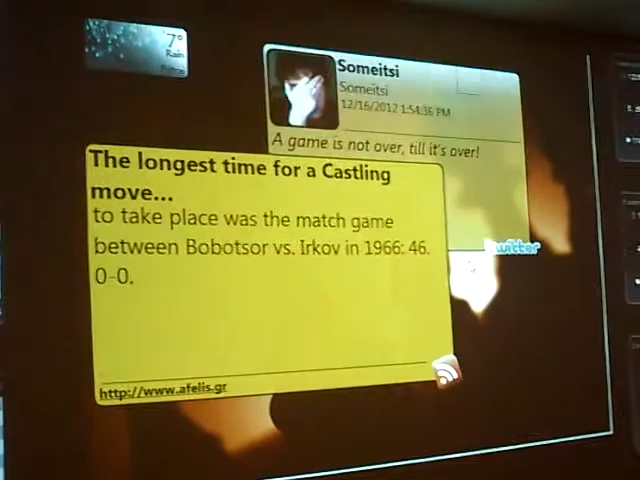 7°
Rain
Patras
Someitsi
Someitsi
12/16/2012 1:54:36 PM
A game is not over, till it's over!
The longest time for a Castling
move...
to take place was the match game
between Bobotsor vs. Irkov in 1966: 46.
0-0.
twitter
http://www.afelis.gr